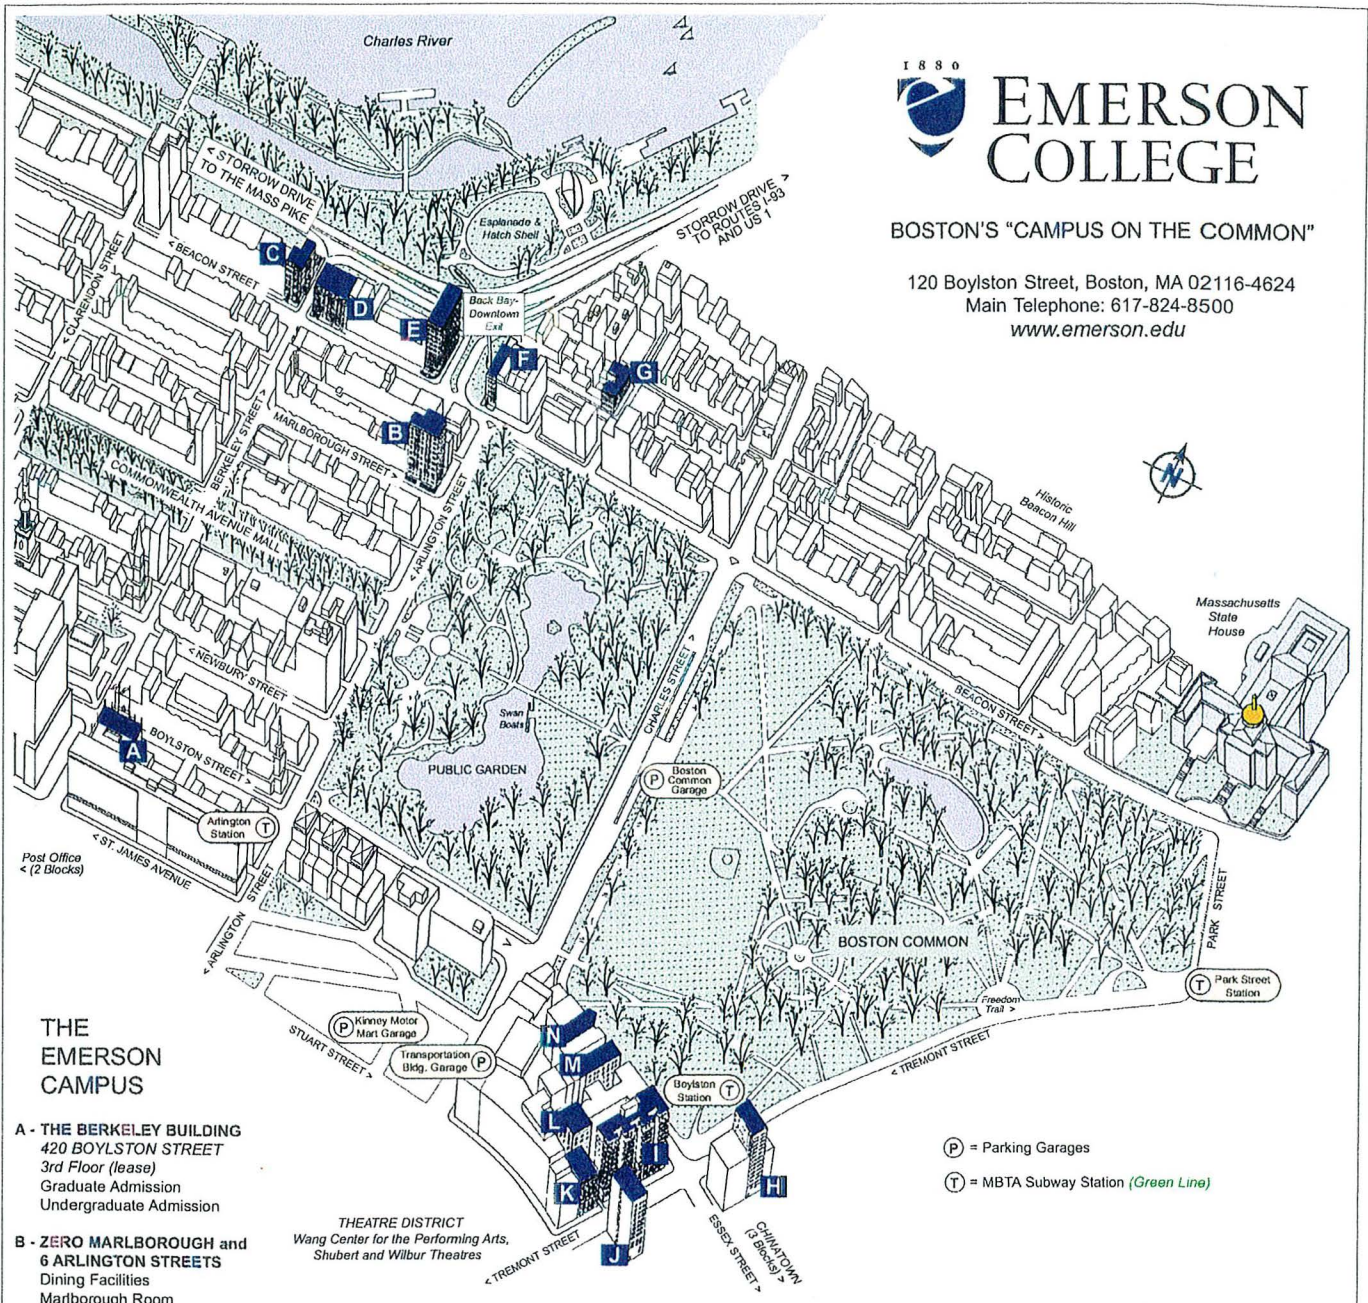 Charles River
1880
EMERSON
COLLEGE
BOSTON'S "CAMPUS ON THE COMMON"
120 Boylston Street, Boston, MA 02116-4624
Main Telephone: 617-824-8500
www.emerson.edu
< STORROW DRIVE
TO THE MASS PIKE
Esplanade &
Hatch Shell
STORROW DRIVE >
TO ROUTES I-93
AND US 1
< CLARENDON STREET
< BEACON STREET
C
D
E
Back Bay-
Downtown
Exit
F
G
B
BERKELEY STREET >
MARLBOROUGH STREET >
COMMONWEALTH AVENUE MALL
< ARLINGTON STREET
N
Historic
Beacon Hill
Massachusetts
State
House
< NEWBURY STREET
CHARLES STREET >
BEACON STREET >
Swan
Boats
A
BOYLSTON STREET >
PUBLIC GARDEN
P Boston
Common
Garage
Arlington
Station T
< ST. JAMES AVENUE
Post Office
< (2 Blocks)
< ARLINGTON STREET
PARK STREET
BOSTON COMMON
T Park Street
Station
Freedom
Trail >
< TREMONT STREET
P Kinney Motor
Mart Garage
STUART STREET >
Transportation
Bldg. Garage P
N
M
Boylston
Station T
L
I
K
H
J
THE
EMERSON
CAMPUS
A - THE BERKELEY BUILDING
420 BOYLSTON STREET
3rd Floor (lease)
Graduate Admission
Undergraduate Admission
B - ZERO MARLBOROUGH and
6 ARLINGTON STREETS
Dining Facilities
Marlborough Room
THEATRE DISTRICT
Wang Center for the Performing Arts,
Shubert and Wilbur Theatres
< TREMONT STREET
ESSEX STREET >
CHINATOWN
(3 Blocks) >
P = Parking Garages
T = MBTA Subway Station (Green Line)